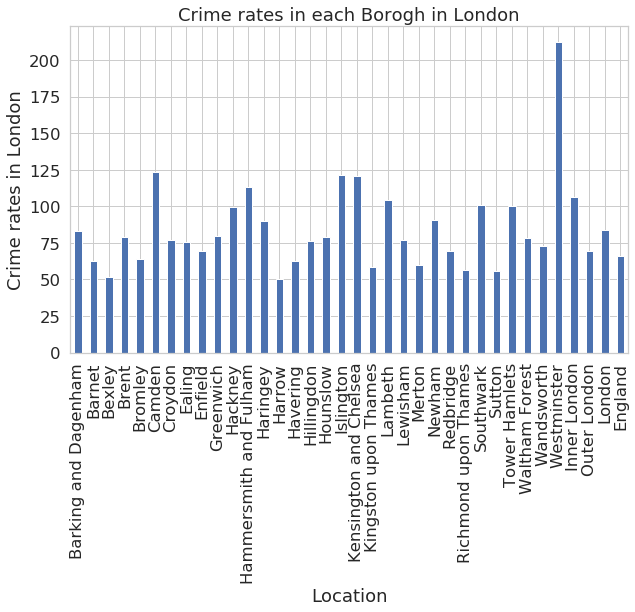 Crime rates in each Borogh in London
Crime rates in London
200
175
150
125
100
75
50
25
0
Barking and Dagenham
Barnet
Bexley
Brent
Bromley
Camden
Croydon
Ealing
Enfield
Greenwich
Hackney
Hammersmith and Fulham
Haringey
Harrow
Havering
Hillingdon
Hounslow
Islington
Kensington and Chelsea
Kingston upon Thames
Lambeth
Lewisham
Merton
Newham
Redbridge
Richmond upon Thames
Southwark
Sutton
Tower Hamlets
Waltham Forest
Wandsworth
Westminster
Inner London
Outer London
London
England
Location